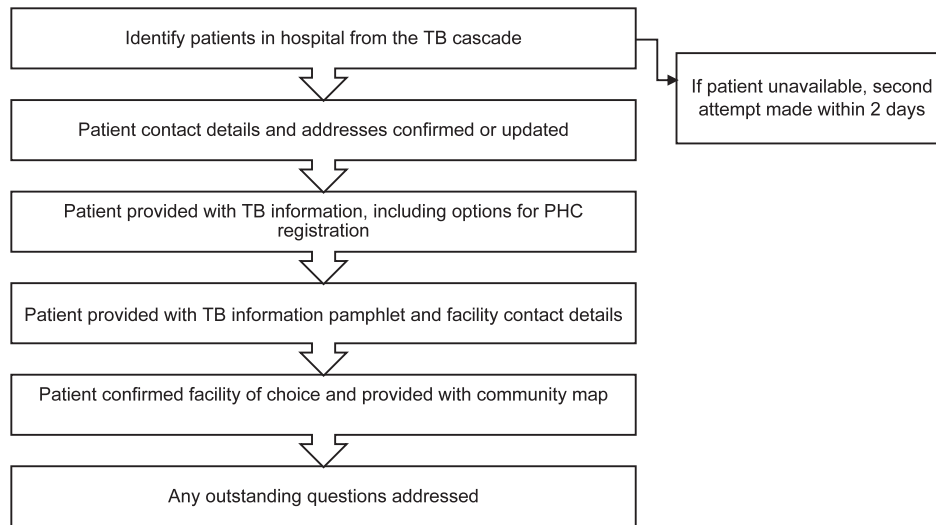 Identify patients in hospital from the TB cascade
If patient unavailable, second
attempt made within 2 days
Patient contact details and addresses confirmed or updated
Patient provided with TB information, including options for PHC
registration
Patient provided with TB information pamphlet and facility contact details
Patient confirmed facility of choice and provided with community map
Any outstanding questions addressed